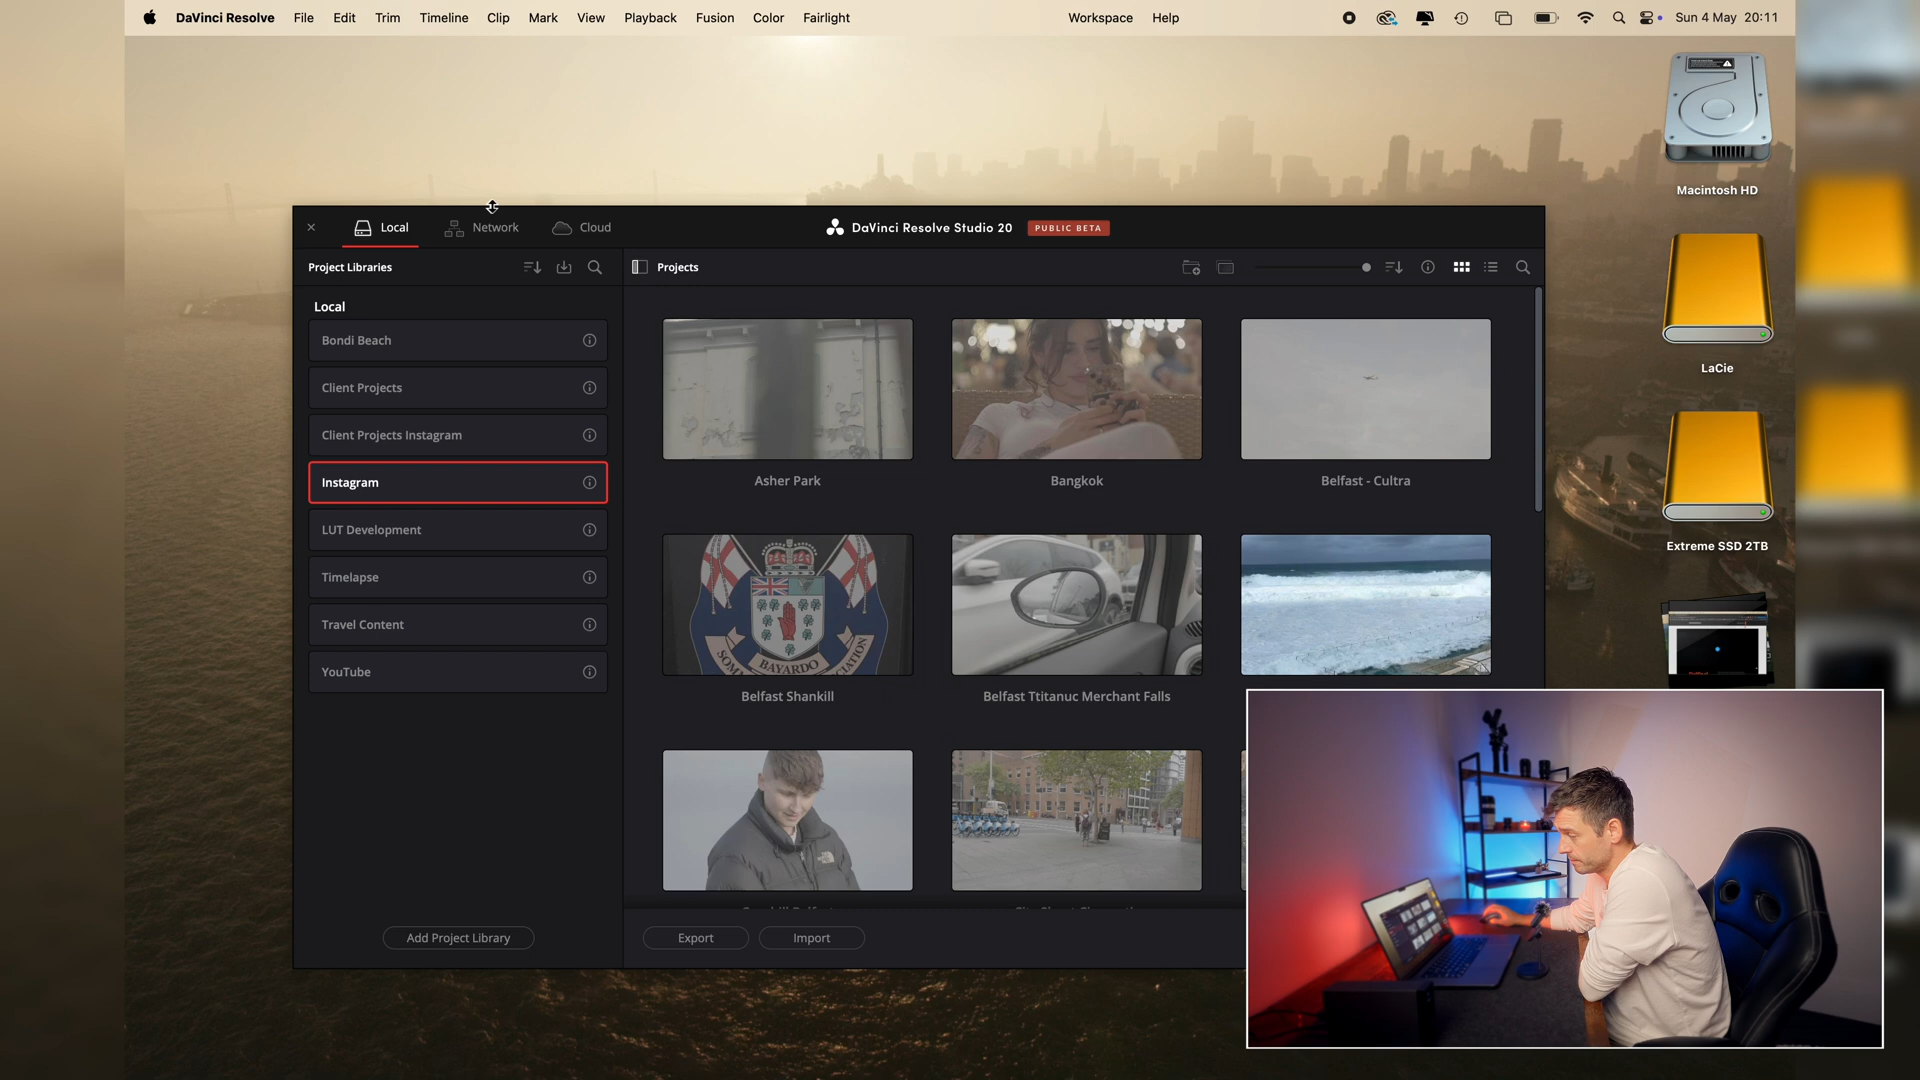 DaVinci Resolve File Edit Trim Timeline Clip Mark View Playback Fusion Color Fairlight Workspace Help Sun 4 May 20:11
Macintosh HD
Local Network Cloud DaVinci Resolve Studio 20 PUBLIC BETA
Project Libraries Projects
Local
Bondi Beach
Client Projects
Client Projects Instagram
Instagram
LUT Development
Timelapse
Travel Content
YouTube
Add Project Library
Asher Park Bangkok Belfast - Cultra
BAYARDO
Belfast Shankill Belfast Ttitanuc Merchant Falls
Export Import
LaCie
Extreme SSD 2TB